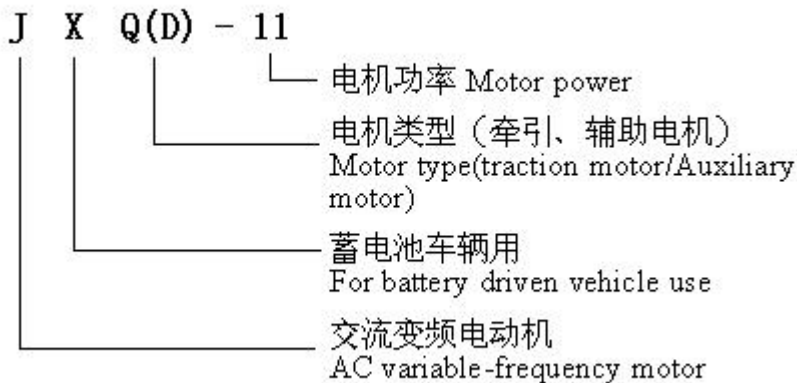 J X Q(D) - 11
电机功率 Motor power
电机类型（牵引、辅助电机）
Motor type(traction motor/Auxiliary
motor)
蓄电池车辆用
For battery driven vehicle use
交流变频电动机
AC variable-frequency motor